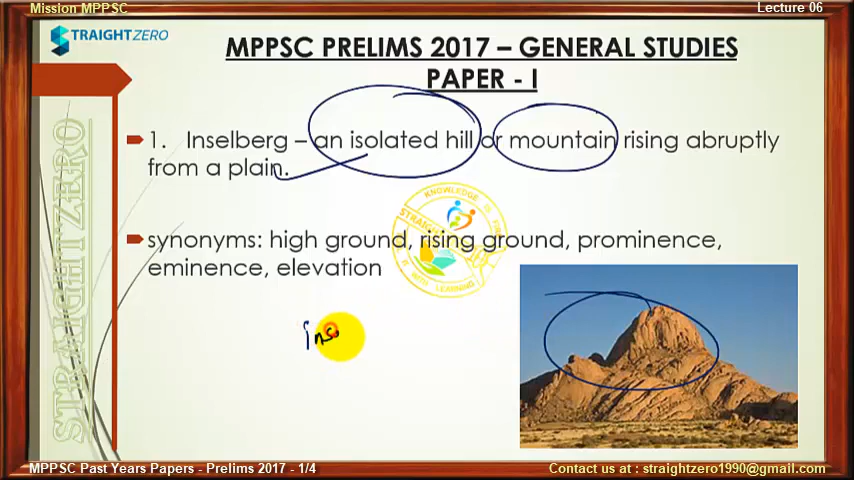 Mission MPPSC
Lecture 06
STRAIGHTZERO
MPPSC PRELIMS 2017 – GENERAL STUDIES
PAPER - I
1. Inselberg – an isolated hill or mountain rising abruptly
from a plain.
synonyms: high ground, rising ground, prominence,
eminence, elevation
STRAIGHT ZERO
MPPSC Past Years Papers - Prelims 2017 - 1/4
Contact us at : straightzero1990@gmail.com